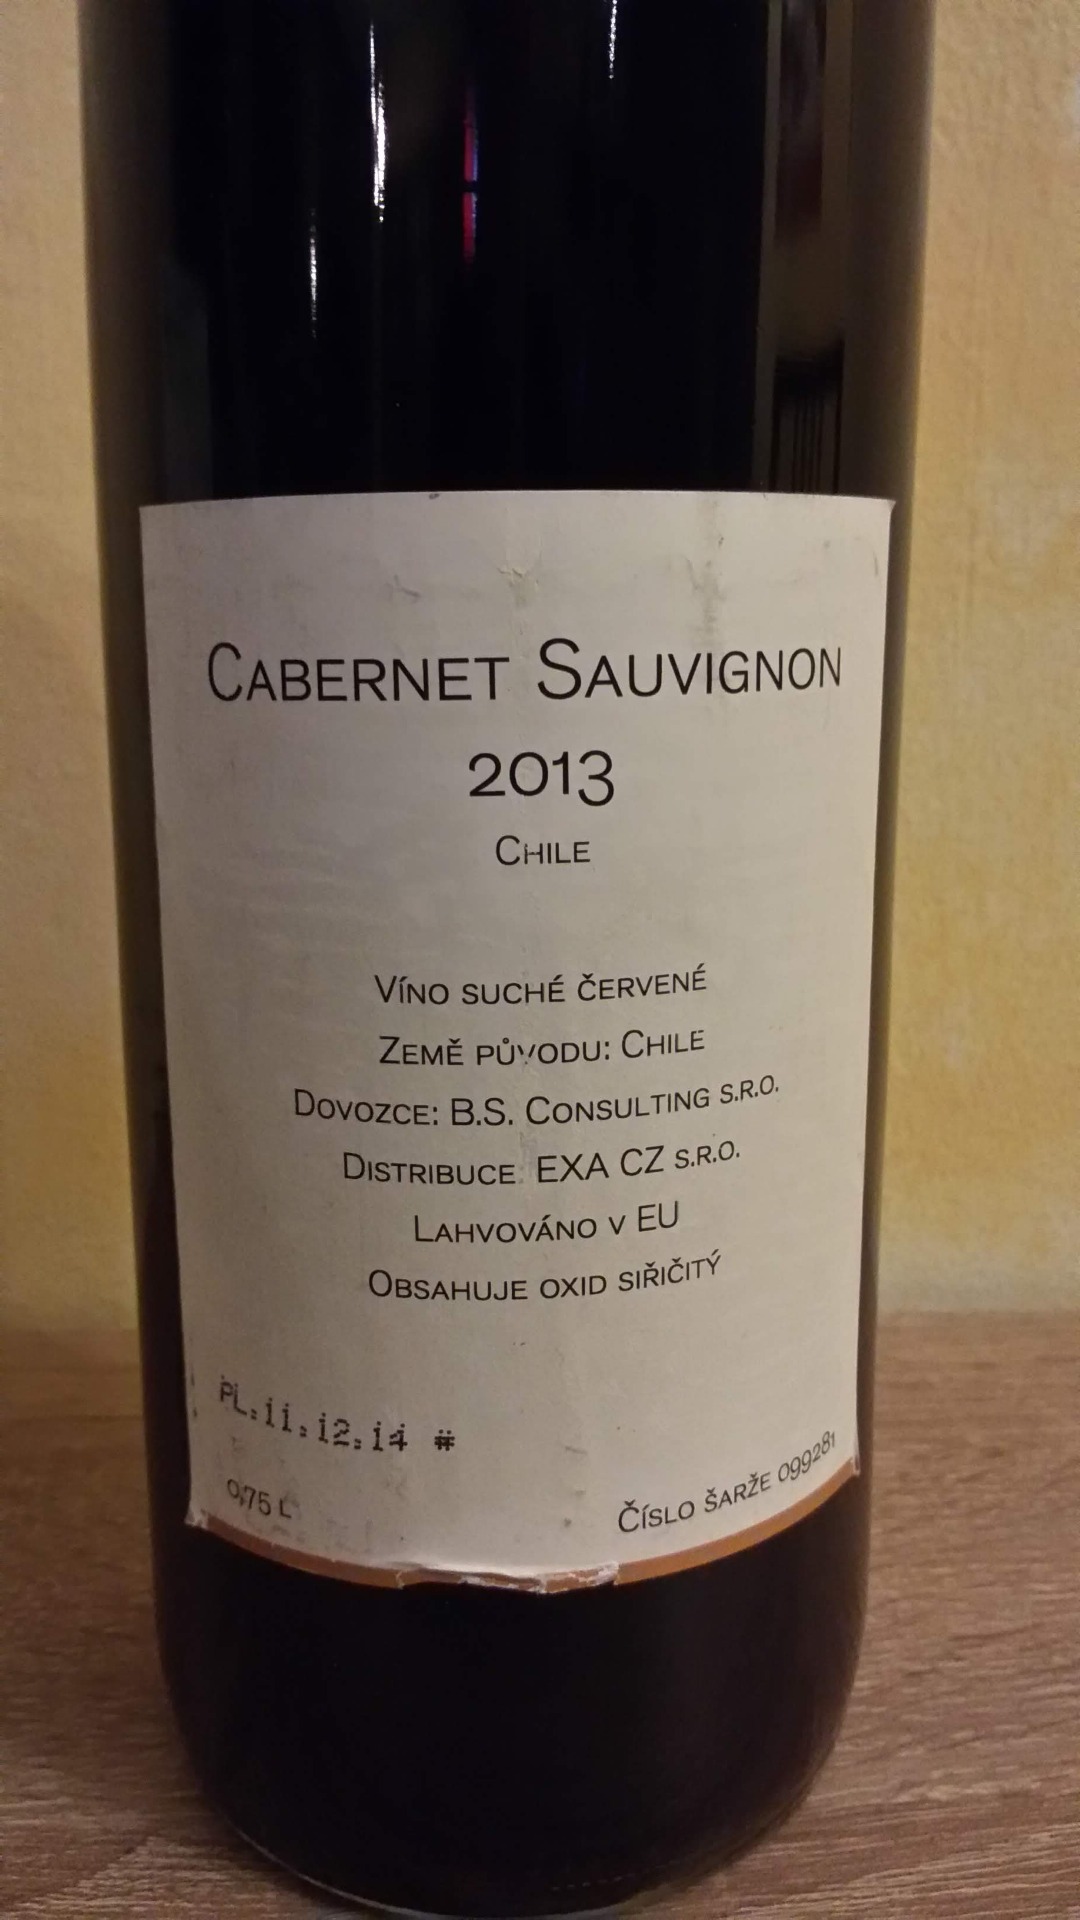 Cabernet Sauvignon
2013
Chile
Víno suché červené
Země původu: Chile
Dovozce: B.S. Consulting s.r.o.
Distribuce EXA CZ s.r.o.
Lahvováno v EU
Obsahuje oxid siřičitý
PL.11.12.14 #
0,75 L
Číslo šarže 099281